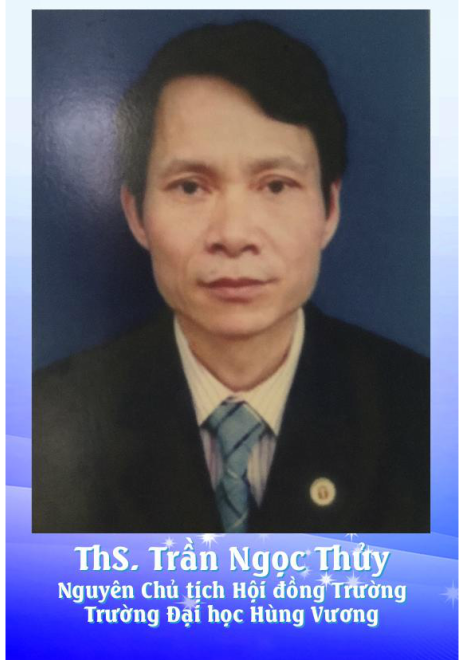 ThS. Trần Ngọc Thủy
Nguyên Chủ tịch Hội đồng Trường
Trường Đại học Hùng Vương